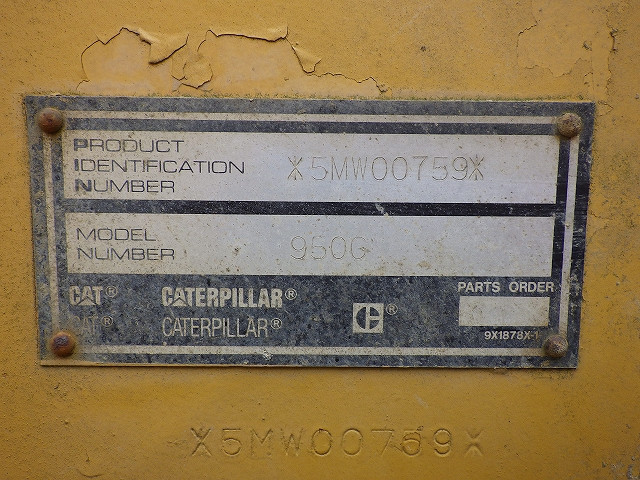 PRODUCT
IDENTIFICATION
NUMBER
*5MW00759*
MODEL
NUMBER
950G
CAT® CATERPILLAR®
CAT® CATERPILLAR®
C®
PARTS ORDER
9X1878X-1
*5MW00759*